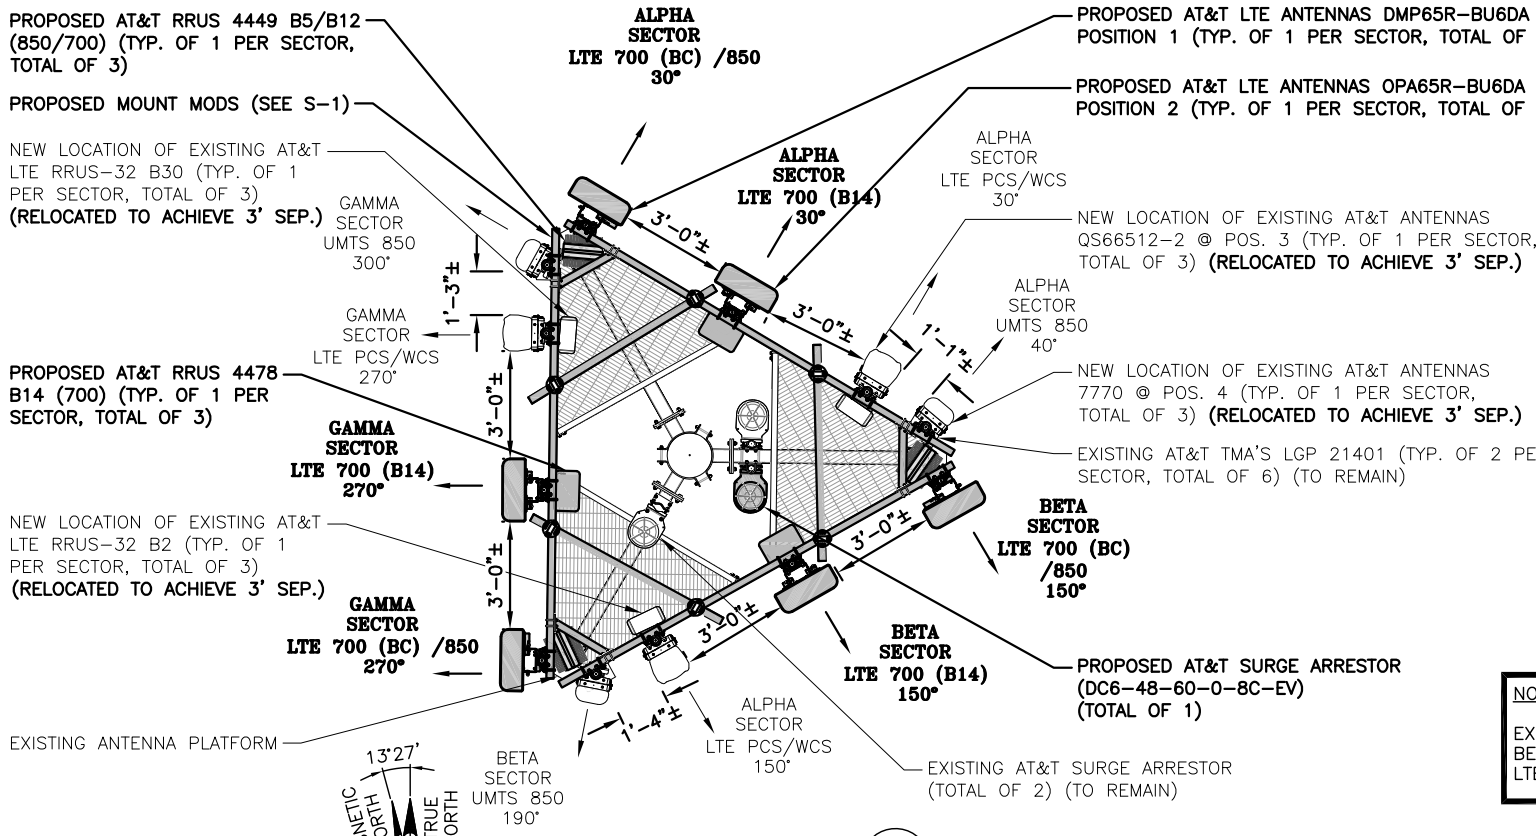 PROPOSED AT&T RRUS 4449 B5/B12
(850/700) (TYP. OF 1 PER SECTOR,
TOTAL OF 3)
PROPOSED MOUNT MODS (SEE S-1)
NEW LOCATION OF EXISTING AT&T
LTE RRUS-32 B30 (TYP. OF 1
PER SECTOR, TOTAL OF 3)
(RELOCATED TO ACHIEVE 3' SEP.)
GAMMA
SECTOR
UMTS 850
300°
1'-3"±
GAMMA
SECTOR
LTE PCS/WCS
270°
PROPOSED AT&T RRUS 4478
B14 (700) (TYP. OF 1 PER
SECTOR, TOTAL OF 3)
3'-0"±
GAMMA
SECTOR
LTE 700 (B14)
270°
NEW LOCATION OF EXISTING AT&T
LTE RRUS-32 B2 (TYP. OF 1
PER SECTOR, TOTAL OF 3)
(RELOCATED TO ACHIEVE 3' SEP.)
3'-0"±
GAMMA
SECTOR
LTE 700 (BC) /850
270°
EXISTING ANTENNA PLATFORM
13°27'
GNETIC
ORTH
TRUE
ORTH
ALPHA
SECTOR
LTE 700 (BC) /850
30°
3'-0"±
ALPHA
SECTOR
LTE 700 (B14)
30°
3'-0"±
ALPHA
SECTOR
LTE PCS/WCS
30°
1'-1"±
ALPHA
SECTOR
UMTS 850
40°
PROPOSED AT&T LTE ANTENNAS DMP65R-BU6DA
POSITION 1 (TYP. OF 1 PER SECTOR, TOTAL OF
PROPOSED AT&T LTE ANTENNAS OPA65R-BU6DA
POSITION 2 (TYP. OF 1 PER SECTOR, TOTAL OF
NEW LOCATION OF EXISTING AT&T ANTENNAS
QS66512-2 @ POS. 3 (TYP. OF 1 PER SECTOR,
TOTAL OF 3) (RELOCATED TO ACHIEVE 3' SEP.)
NEW LOCATION OF EXISTING AT&T ANTENNAS
7770 @ POS. 4 (TYP. OF 1 PER SECTOR,
TOTAL OF 3) (RELOCATED TO ACHIEVE 3' SEP.)
EXISTING AT&T TMA'S LGP 21401 (TYP. OF 2 PE
SECTOR, TOTAL OF 6) (TO REMAIN)
BETA
SECTOR
LTE 700 (BC)
/850
150°
3'-0"±
BETA
SECTOR
LTE 700 (B14)
150°
3'-0"±
ALPHA
SECTOR
LTE PCS/WCS
150°
1'-4"±
BETA
SECTOR
UMTS 850
190°
PROPOSED AT&T SURGE ARRESTOR
(DC6-48-60-0-8C-EV)
(TOTAL OF 1)
EXISTING AT&T SURGE ARRESTOR
(TOTAL OF 2) (TO REMAIN)
NO
EX
BE
LT